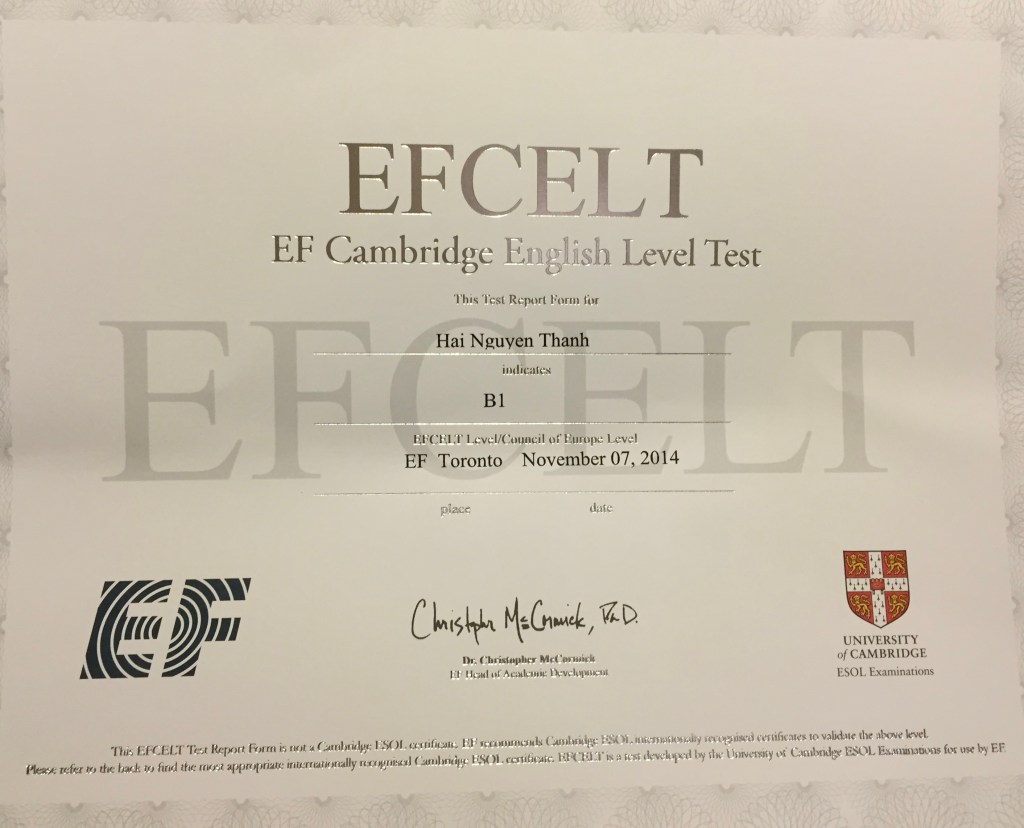 EFCELT
EF Cambridge English Level Test
This Test Report Form for
Hai Nguyen Thanh
indicates
B1
EFCELT
EFCELT Level/Council of Europe Level
EF Toronto November 07, 2014
place date
EF
Christopher McCormick, Ph.D.
Dr. Christopher McCormick
EF Head of Academic Development
UNIVERSITY
of CAMBRIDGE
ESOL Examinations
This EFCELT Test Report Form is not a Cambridge ESOL certificate. EF recommends Cambridge ESOL internationally recognised certificates to validate the above level.
Please refer to the back to find the most appropriate internationally recognised Cambridge ESOL certificate. EFCELT is a test developed by the University of Cambridge ESOL Examinations for use by EF.